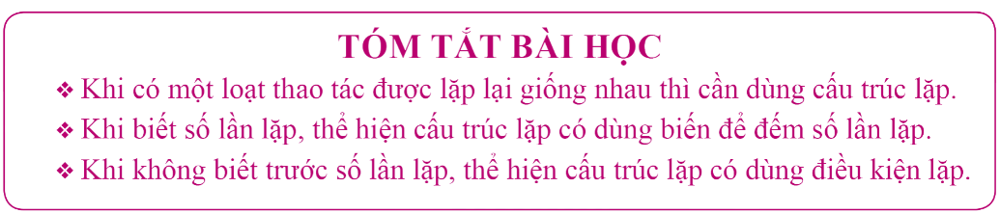 TÓM TẮT BÀI HỌC
❖ Khi có một loạt thao tác được lặp lại giống nhau thì cần dùng cấu trúc lặp.
❖ Khi biết số lần lặp, thể hiện cấu trúc lặp có dùng biến để đếm số lần lặp.
❖ Khi không biết trước số lần lặp, thể hiện cấu trúc lặp có dùng điều kiện lặp.